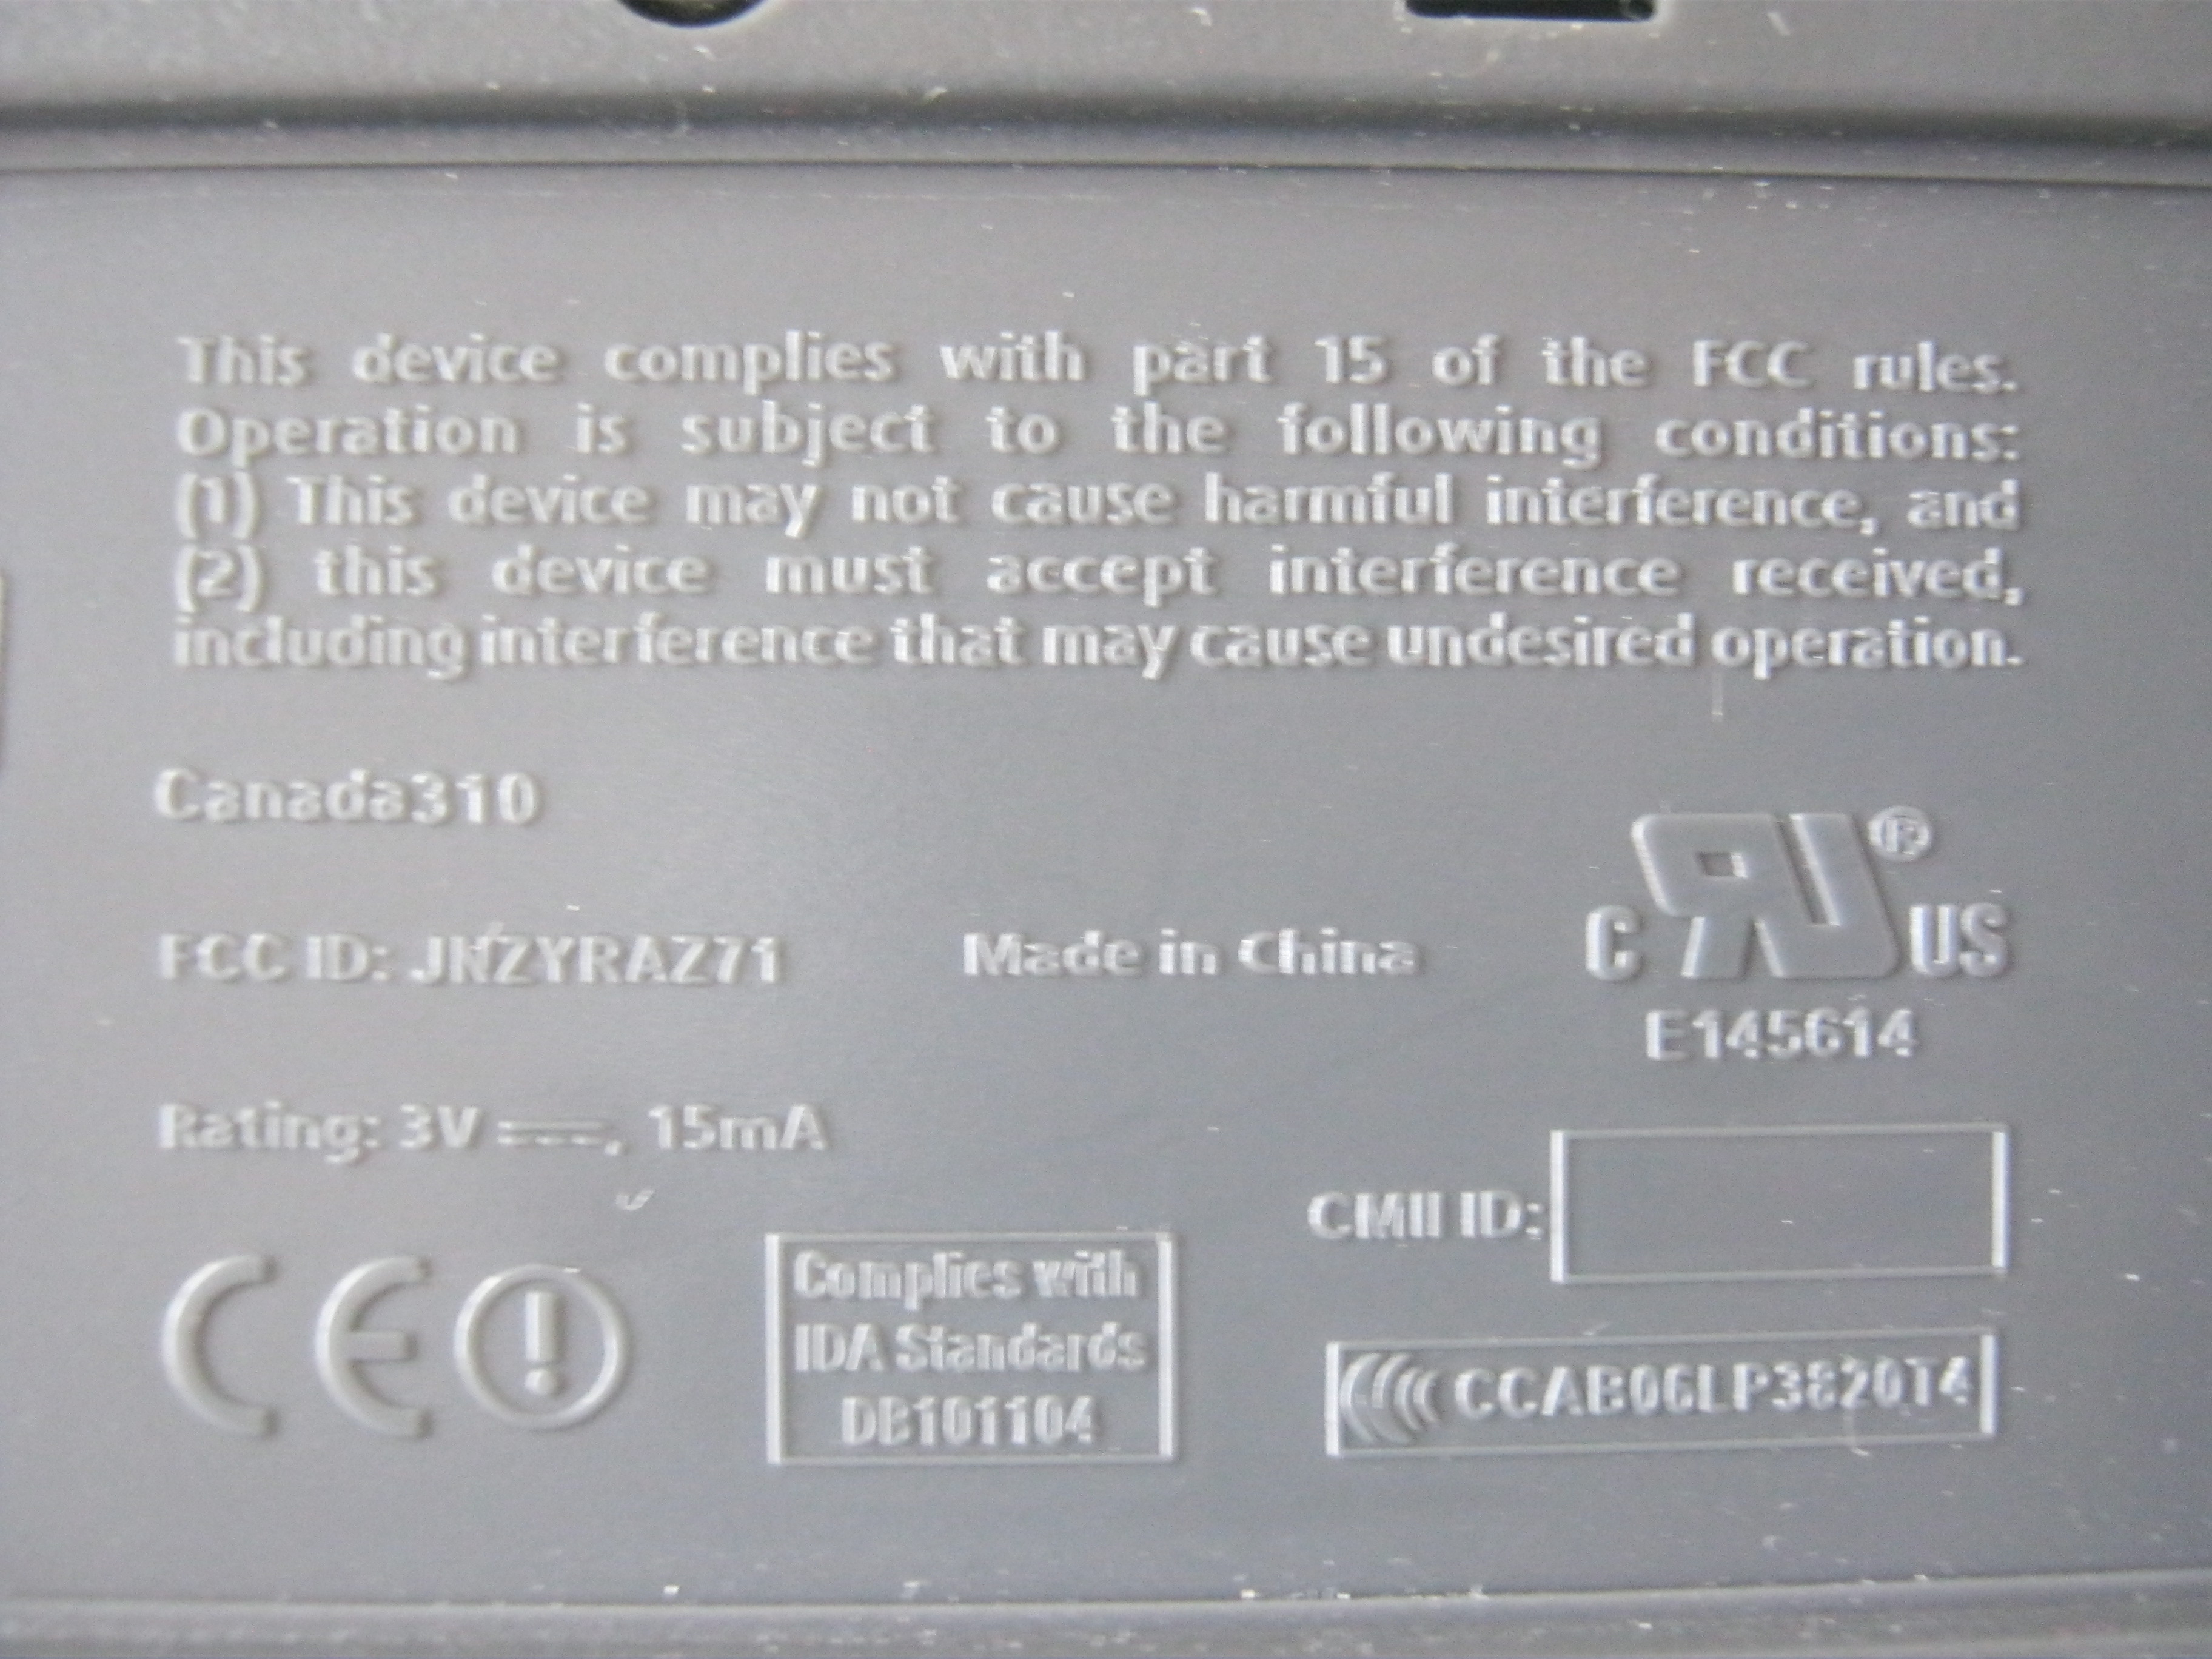 This device complies with part 15 of the FCC rules.
Operation is subject to the following conditions:
(1) This device may not cause harmful interference, and
(2) this device must accept interference received,
including interference that may cause undesired operation.
Canada310
FCC ID: JNZYRAZ71
Made in China
C RU® US
E145614
Rating: 3V ⎓, 15mA
CMII ID:
CE
Complies with
IDA Standards
DB101104
CCAB06LP3820T4